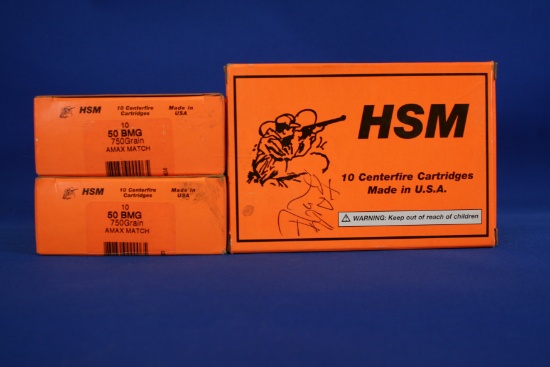 HSM
10 Centerfire
Cartridges
Made in
USA
10
50 BMG
750Grain
AMAX MATCH
HSM
10 Centerfire
Cartridges
Made in
USA
10
50 BMG
750Grain
AMAX MATCH
HSM
10 Centerfire Cartridges
Made in U.S.A.
WARNING: Keep out of reach of children